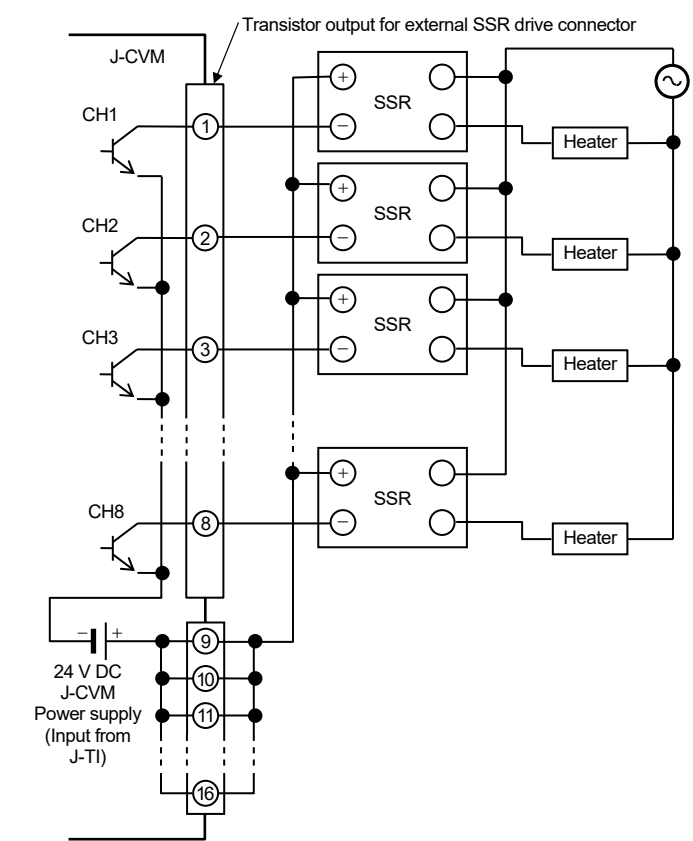 Transistor output for external SSR drive connector
J-CVM
CH1
1
+
−
SSR
Heater
CH2
2
+
−
SSR
Heater
CH3
3
+
−
SSR
Heater
CH8
8
+
−
SSR
Heater
− +
9
24 V DC
J-CVM
Power supply
(Input from
J-TI)
10
11
16